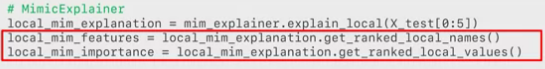 # MimicExplainer
local_mim_explanation = mim_explainer.explain_local(X_test[0:5])
local_mim_features = local_mim_explanation.get_ranked_local_names()
local_mim_importance = local_mim_explanation.get_ranked_local_values()